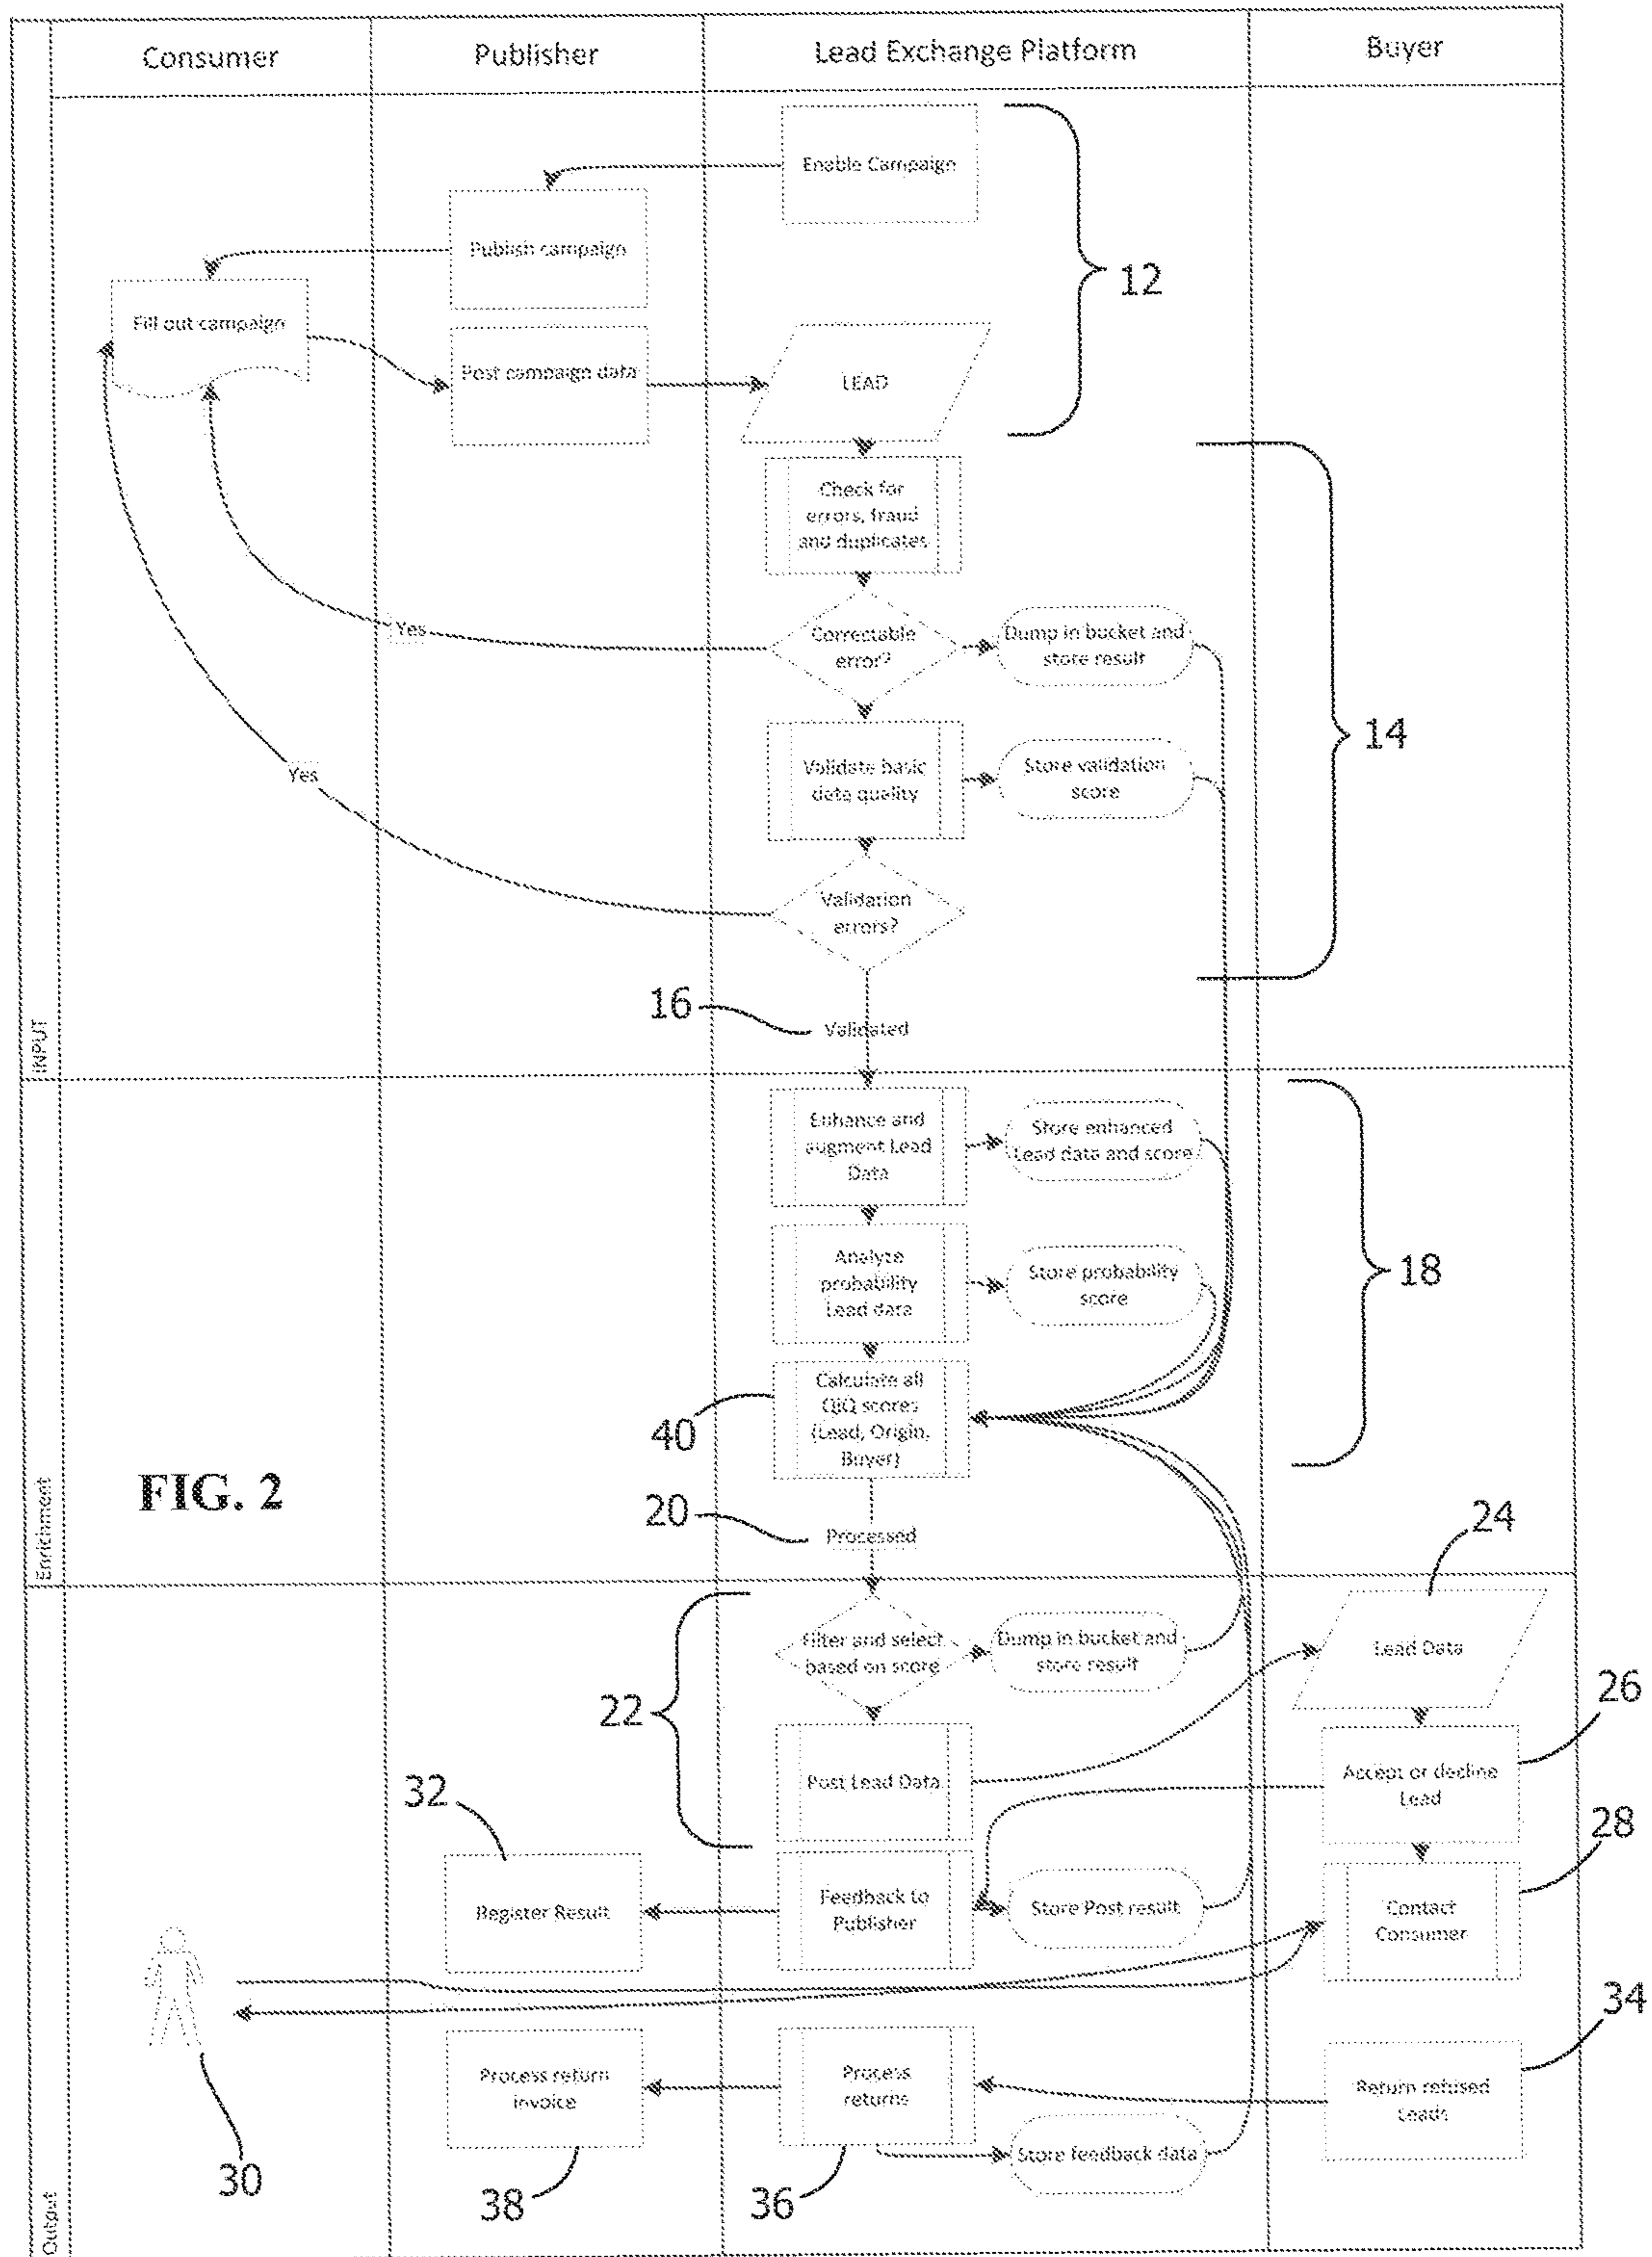 Consumer
Publisher
Lead Exchange Platform
Buyer
Enable Campaign
Publish campaign
12
Fill out campaign
Post campaign data
LEAD
Check for
errors, fraud
and duplicates
Yes
Correctable
error?
Dump in bucket and
store result
14
Yes
Validate basic
data quality
Store validation
score
Validation
errors?
16
Validated
INPUT
Enhance and
augment Lead
Data
Store enhanced
Lead data and score
18
Analyze
probability
Lead data
Store probability
score
40
Calculate all
QIQ scores
(Lead, Origin,
Buyer)
FIG. 2
20
Processed
Enrichment
24
Filter and select
based on score
Dump in bucket and
store result
Lead Data
22
26
Post Lead Data
Accept or decline
Lead
32
28
Register Result
Feedback to
Publisher
Store Post result
Contact
Consumer
34
Process return
invoice
Process
returns
Return refused
Leads
Store feedback data
30
38
36
Output